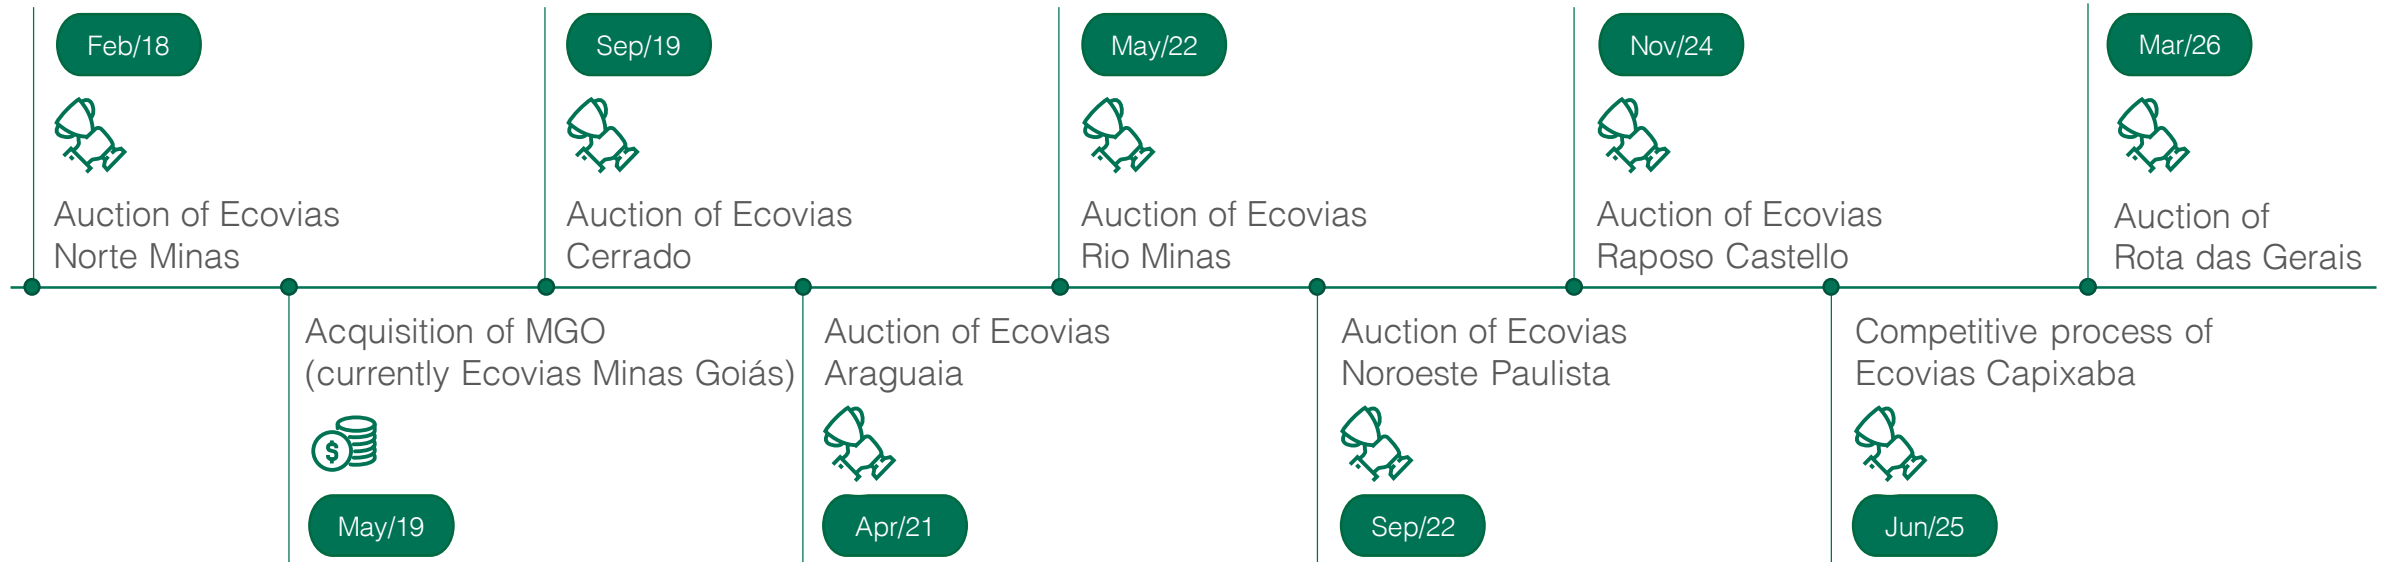 Feb/18
Auction of Ecovias
Norte Minas
May/19
Acquisition of MGO
(currently Ecovias Minas Goiás)
$
Sep/19
Auction of Ecovias
Cerrado
Apr/21
Auction of Ecovias
Araguaia
May/22
Auction of Ecovias
Rio Minas
Sep/22
Auction of Ecovias
Noroeste Paulista
Nov/24
Auction of Ecovias
Raposo Castello
Jun/25
Competitive process of
Ecovias Capixaba
Mar/26
Auction of
Rota das Gerais